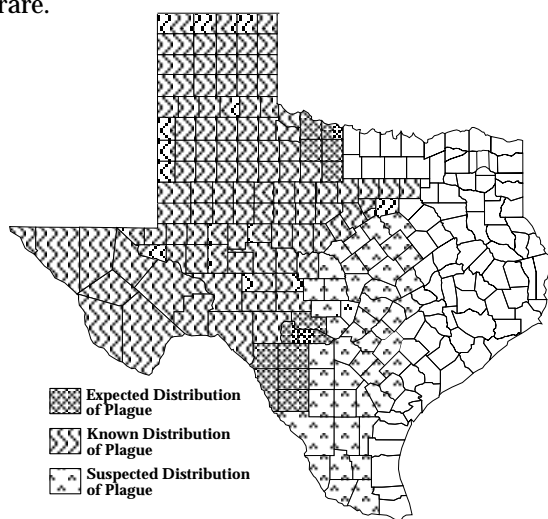 rare.
Expected Distribution
of Plague
Known Distribution
of Plague
Suspected Distribution
of Plague